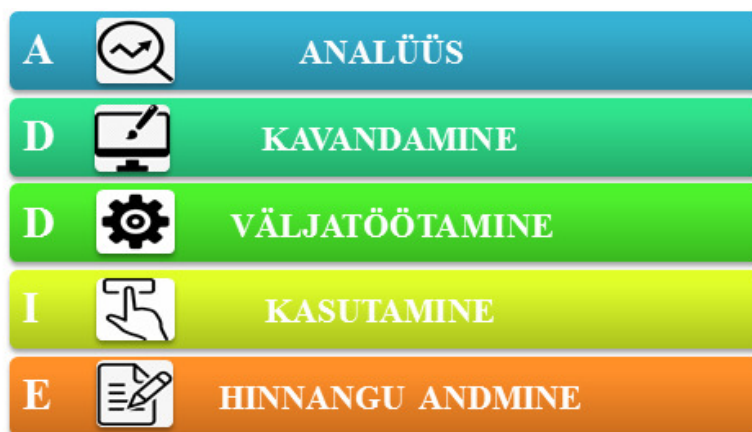 A ANALÜÜS
D KAVANDAMINE
D VÄLJATÖÖTAMINE
I KASUTAMINE
E HINNANGU ANDMINE